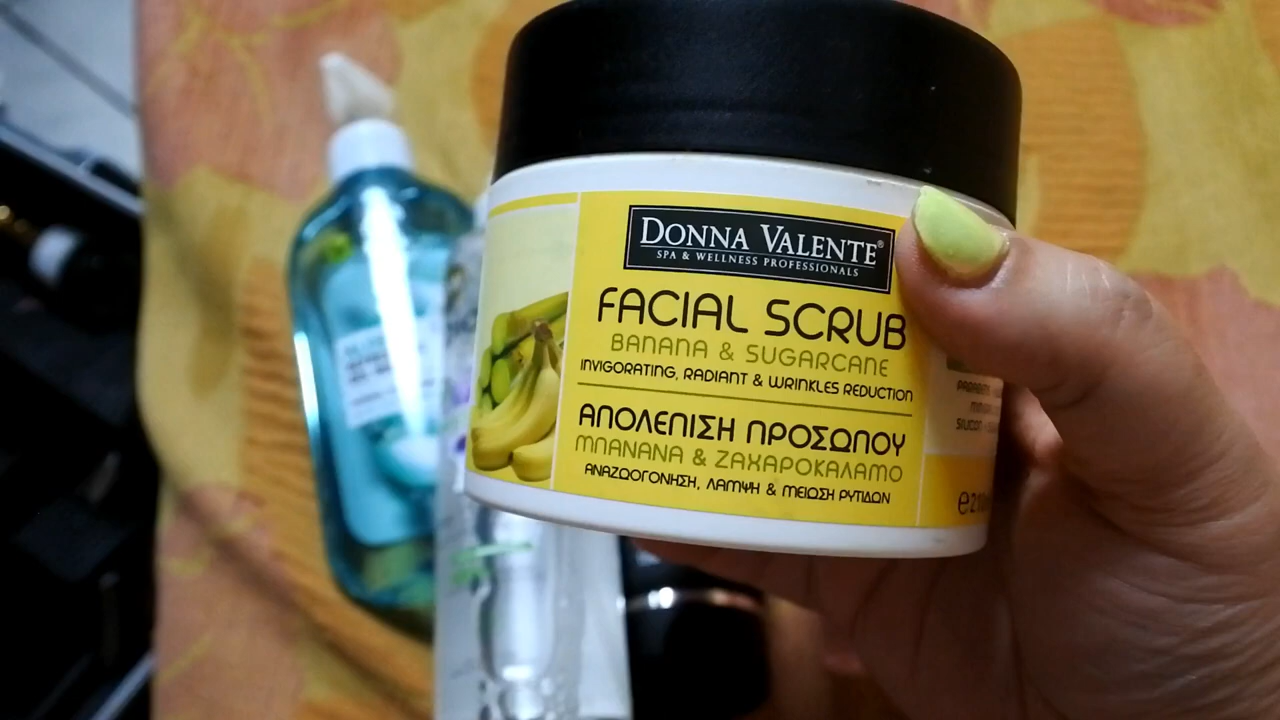 DONNA VALENTE®
SPA & WELLNESS PROFESSIONALS
FACIAL SCRUB
BANANA & SUGARCANE
INVIGORATING, RADIANT & WRINKLES REDUCTION
ΑΠΟΛΕΠΙΣΗ ΠΡΟΣΩΠΟΥ
ΜΠΑΝΑΝΑ & ΖΑΧΑΡΟΚΑΛΑΜΟ
ΑΝΑΖΩΟΓΟΝΗΣΗ, ΛΑΜΨΗ & ΜΕΙΩΣΗ ΡΥΤΙΔΩΝ